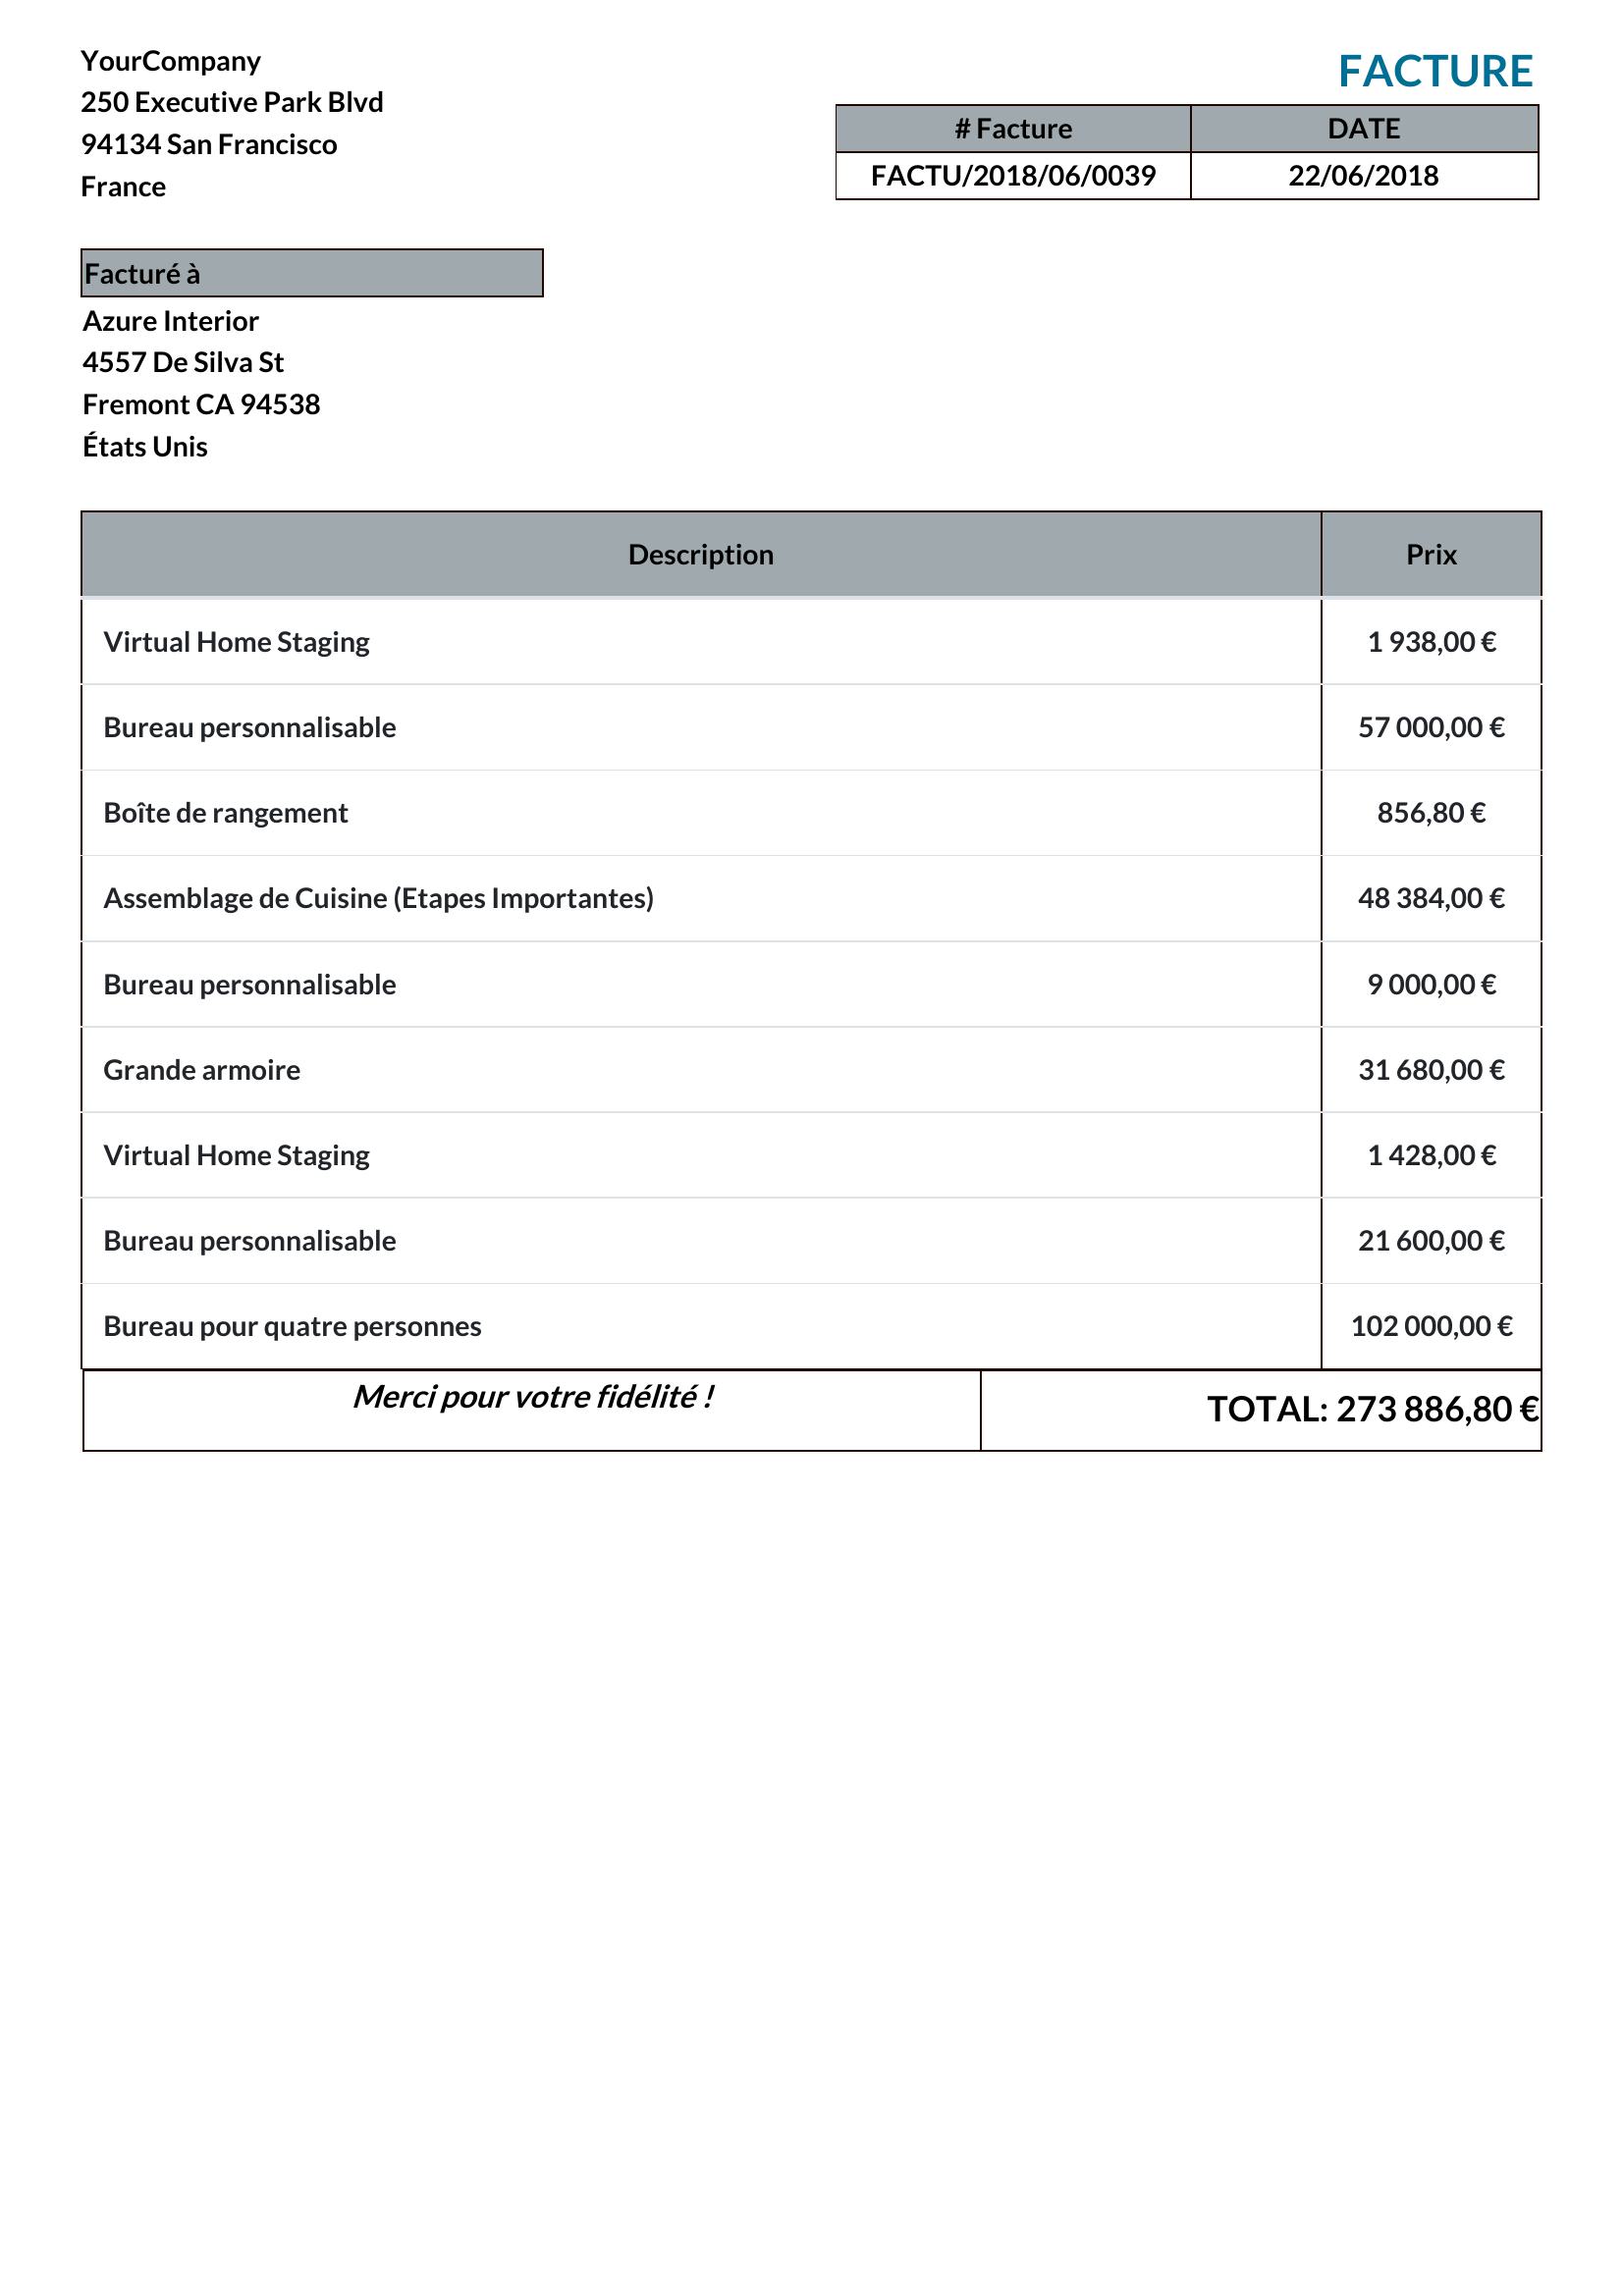 YourCompany
250 Executive Park Blvd
94134 San Francisco
France
FACTURE
# Facture DATE
FACTU/2018/06/0039 22/06/2018
Facturé à
Azure Interior
4557 De Silva St
Fremont CA 94538
États Unis
Description Prix
Virtual Home Staging 1 938,00 €
Bureau personnalisable 57 000,00 €
Boîte de rangement 856,80 €
Assemblage de Cuisine (Etapes Importantes) 48 384,00 €
Bureau personnalisable 9 000,00 €
Grande armoire 31 680,00 €
Virtual Home Staging 1 428,00 €
Bureau personnalisable 21 600,00 €
Bureau pour quatre personnes 102 000,00 €
Merci pour votre fidélité ! TOTAL: 273 886,80 €